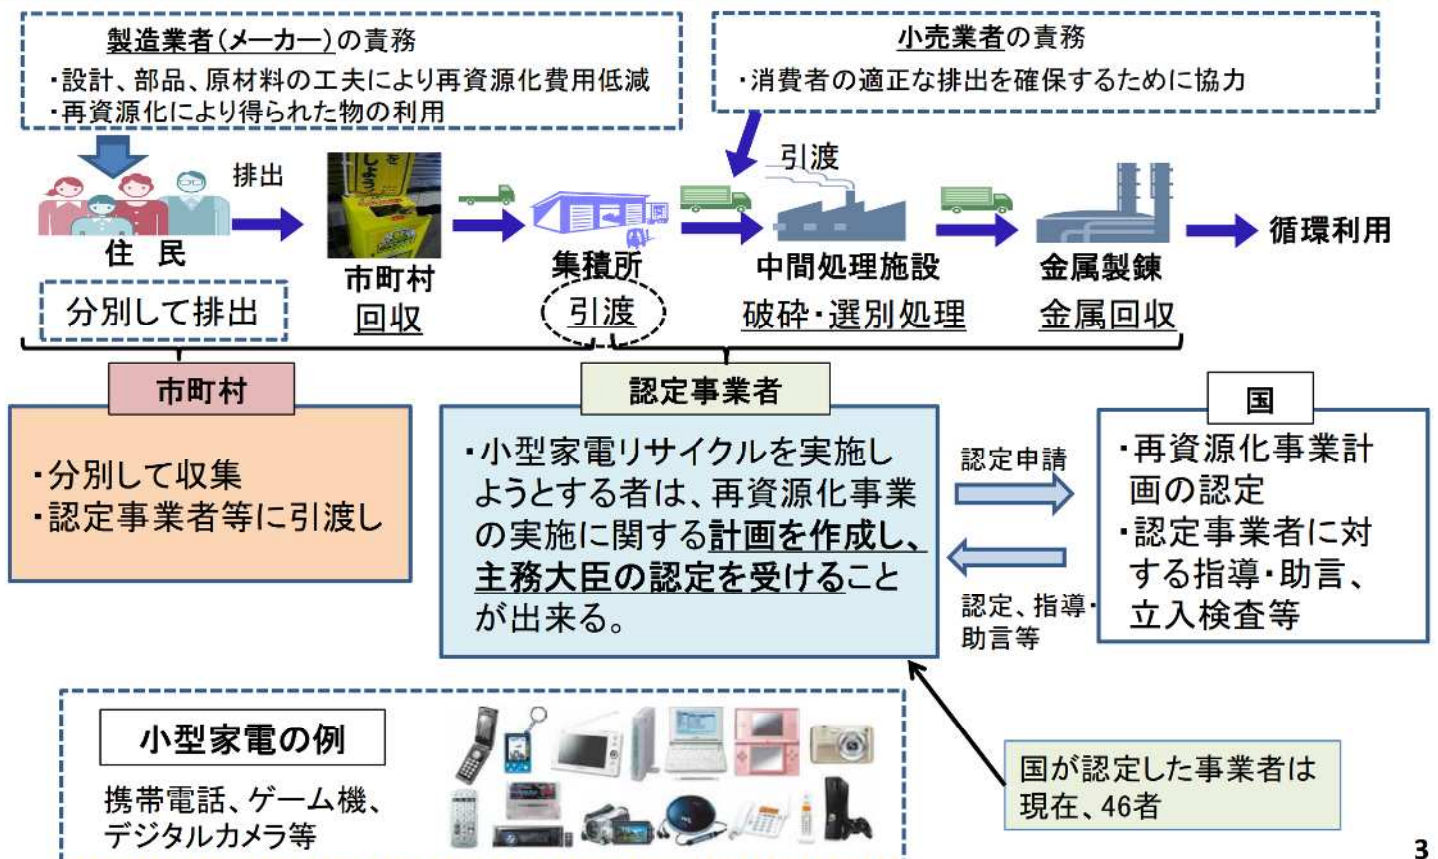 製造業者(メーカー)の責務
・設計、部品、原材料の工夫により再資源化費用低減
・再資源化により得られた物の利用
小売業者の責務
・消費者の適正な排出を確保するために協力
排出
引渡
住 民
市町村
回収
集積所
引渡
中間処理施設
破砕・選別処理
金属製錬
金属回収
循環利用
分別して排出
市町村
・分別して収集
・認定事業者等に引渡し
認定事業者
・小型家電リサイクルを実施し
ようとする者は、再資源化事業
の実施に関する計画を作成し、
主務大臣の認定を受けること
が出来る。
認定申請
認定、指導・
助言等
国
・再資源化事業計
画の認定
・認定事業者に対
する指導・助言、
立入検査等
小型家電の例
携帯電話、ゲーム機、
デジタルカメラ等
国が認定した事業者は
現在、46者
3